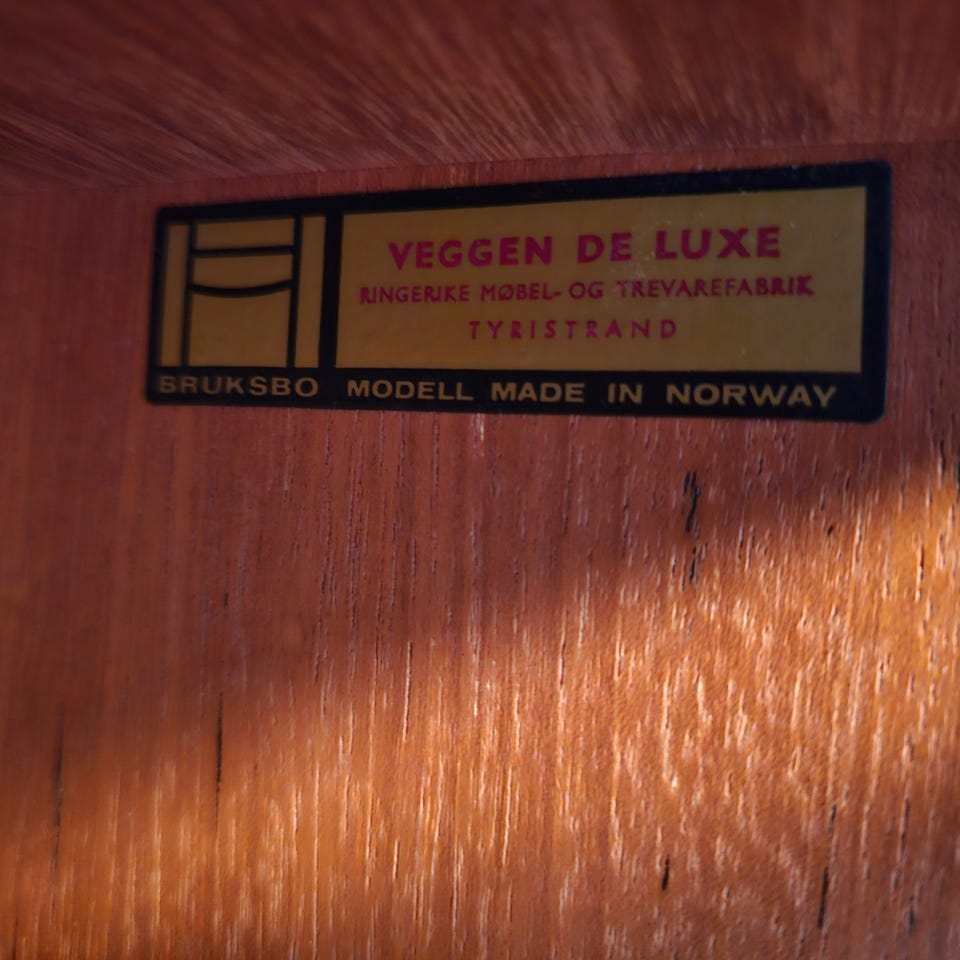 VEGGEN DE LUXE
RINGERIKE MØBEL- OG TREVAREFABRIK
TYRISTRAND
BRUKSBO MODELL MADE IN NORWAY